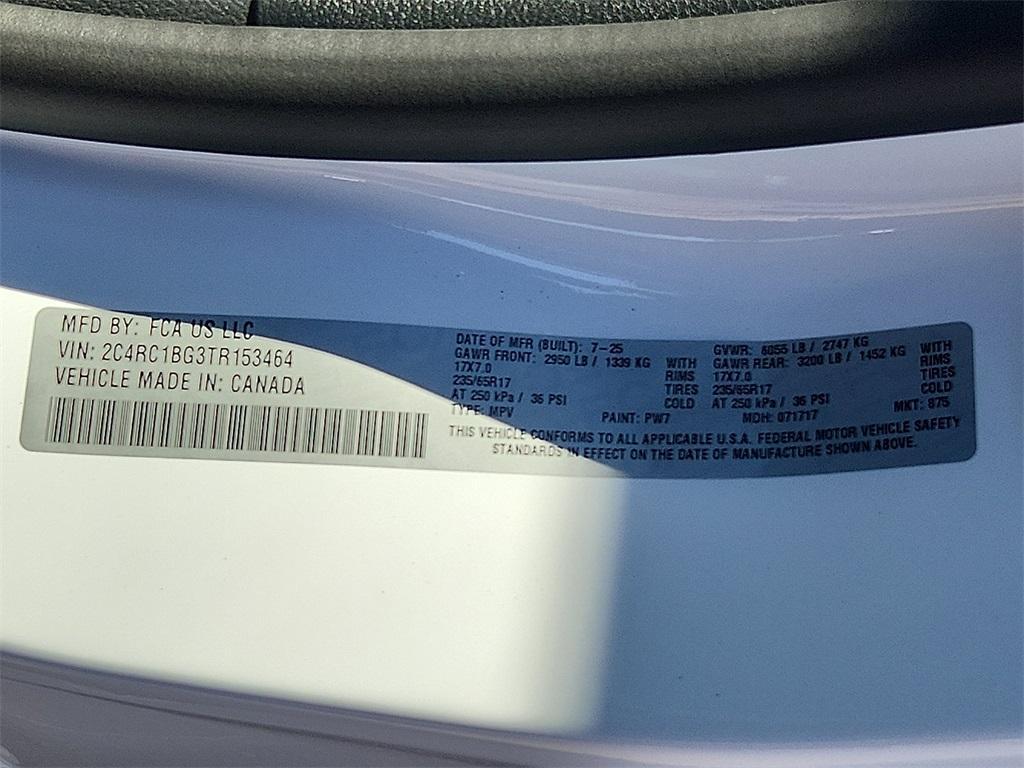 MFD BY: FCA US LLC
VIN: 2C4RC1BG3TR153464
VEHICLE MADE IN: CANADA
DATE OF MFR (BUILT): 7-25
GAWR FRONT: 2950 LB / 1339 KG WITH
17X7.0 RIMS
235/65R17 TIRES
AT 250 kPa / 36 PSI COLD
TYPE: MPV PAINT: PW7
GVWR: 6055 LB / 2747 KG
GAWR REAR: 3200 LB / 1452 KG WITH
17X7.0 RIMS
235/65R17 TIRES
AT 250 kPa / 36 PSI COLD
MDH: 071717 MKT: 875
THIS VEHICLE CONFORMS TO ALL APPLICABLE U.S.A. FEDERAL MOTOR VEHICLE SAFETY
STANDARDS IN EFFECT ON THE DATE OF MANUFACTURE SHOWN ABOVE.